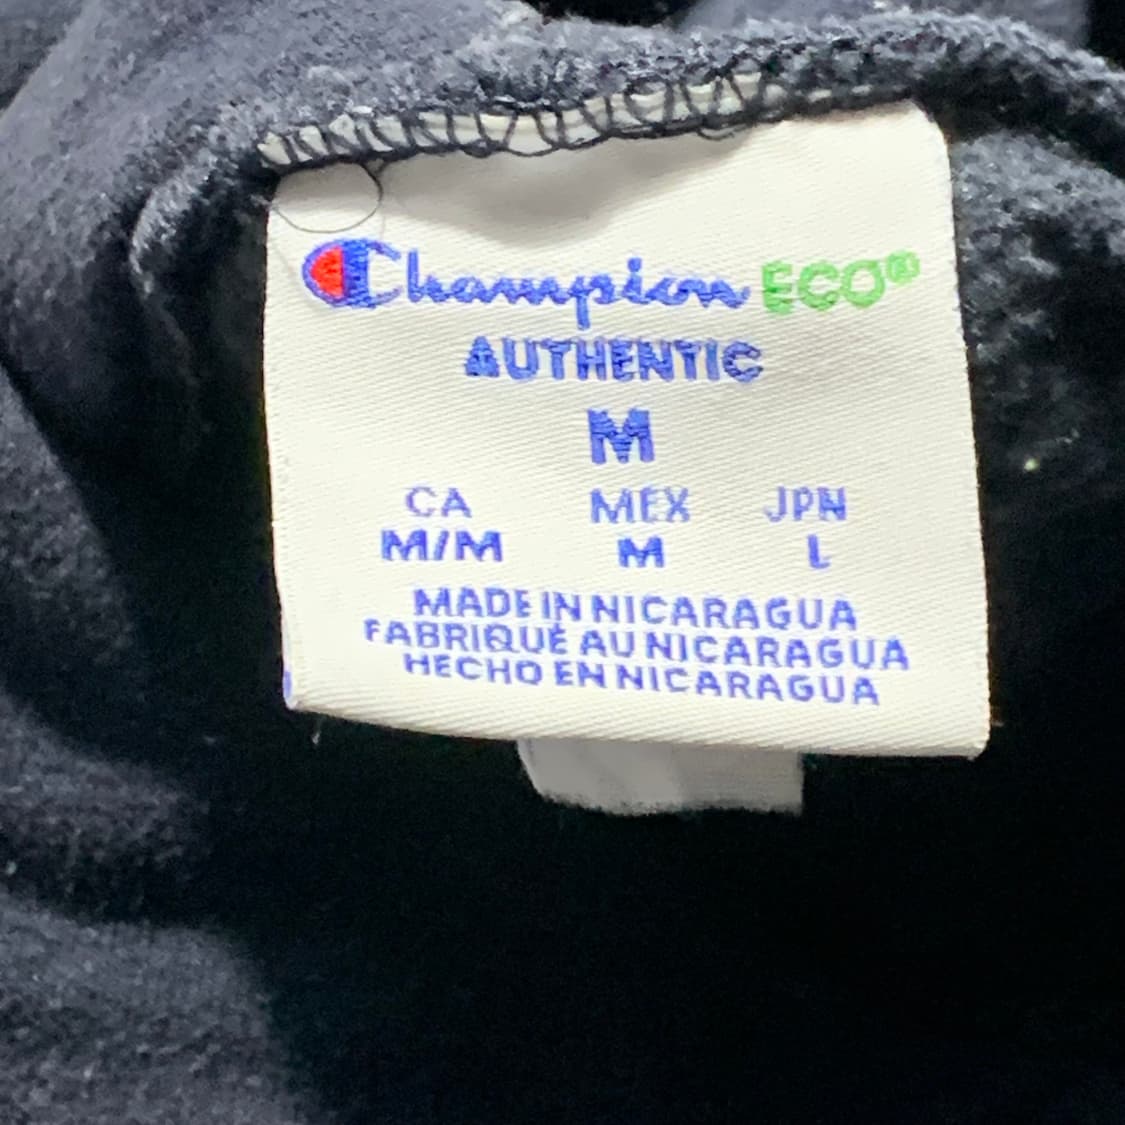 Champion ECO®
AUTHENTIC
M
CA MEX JPN
M/M M L
MADE IN NICARAGUA
FABRIQUÉ AU NICARAGUA
HECHO EN NICARAGUA